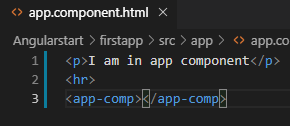 app.component.html ×
Angularstart > firstapp > src > app > <> app.co
1 <p>I am in app component</p>
2 <hr>
3 <app-comp></app-comp>